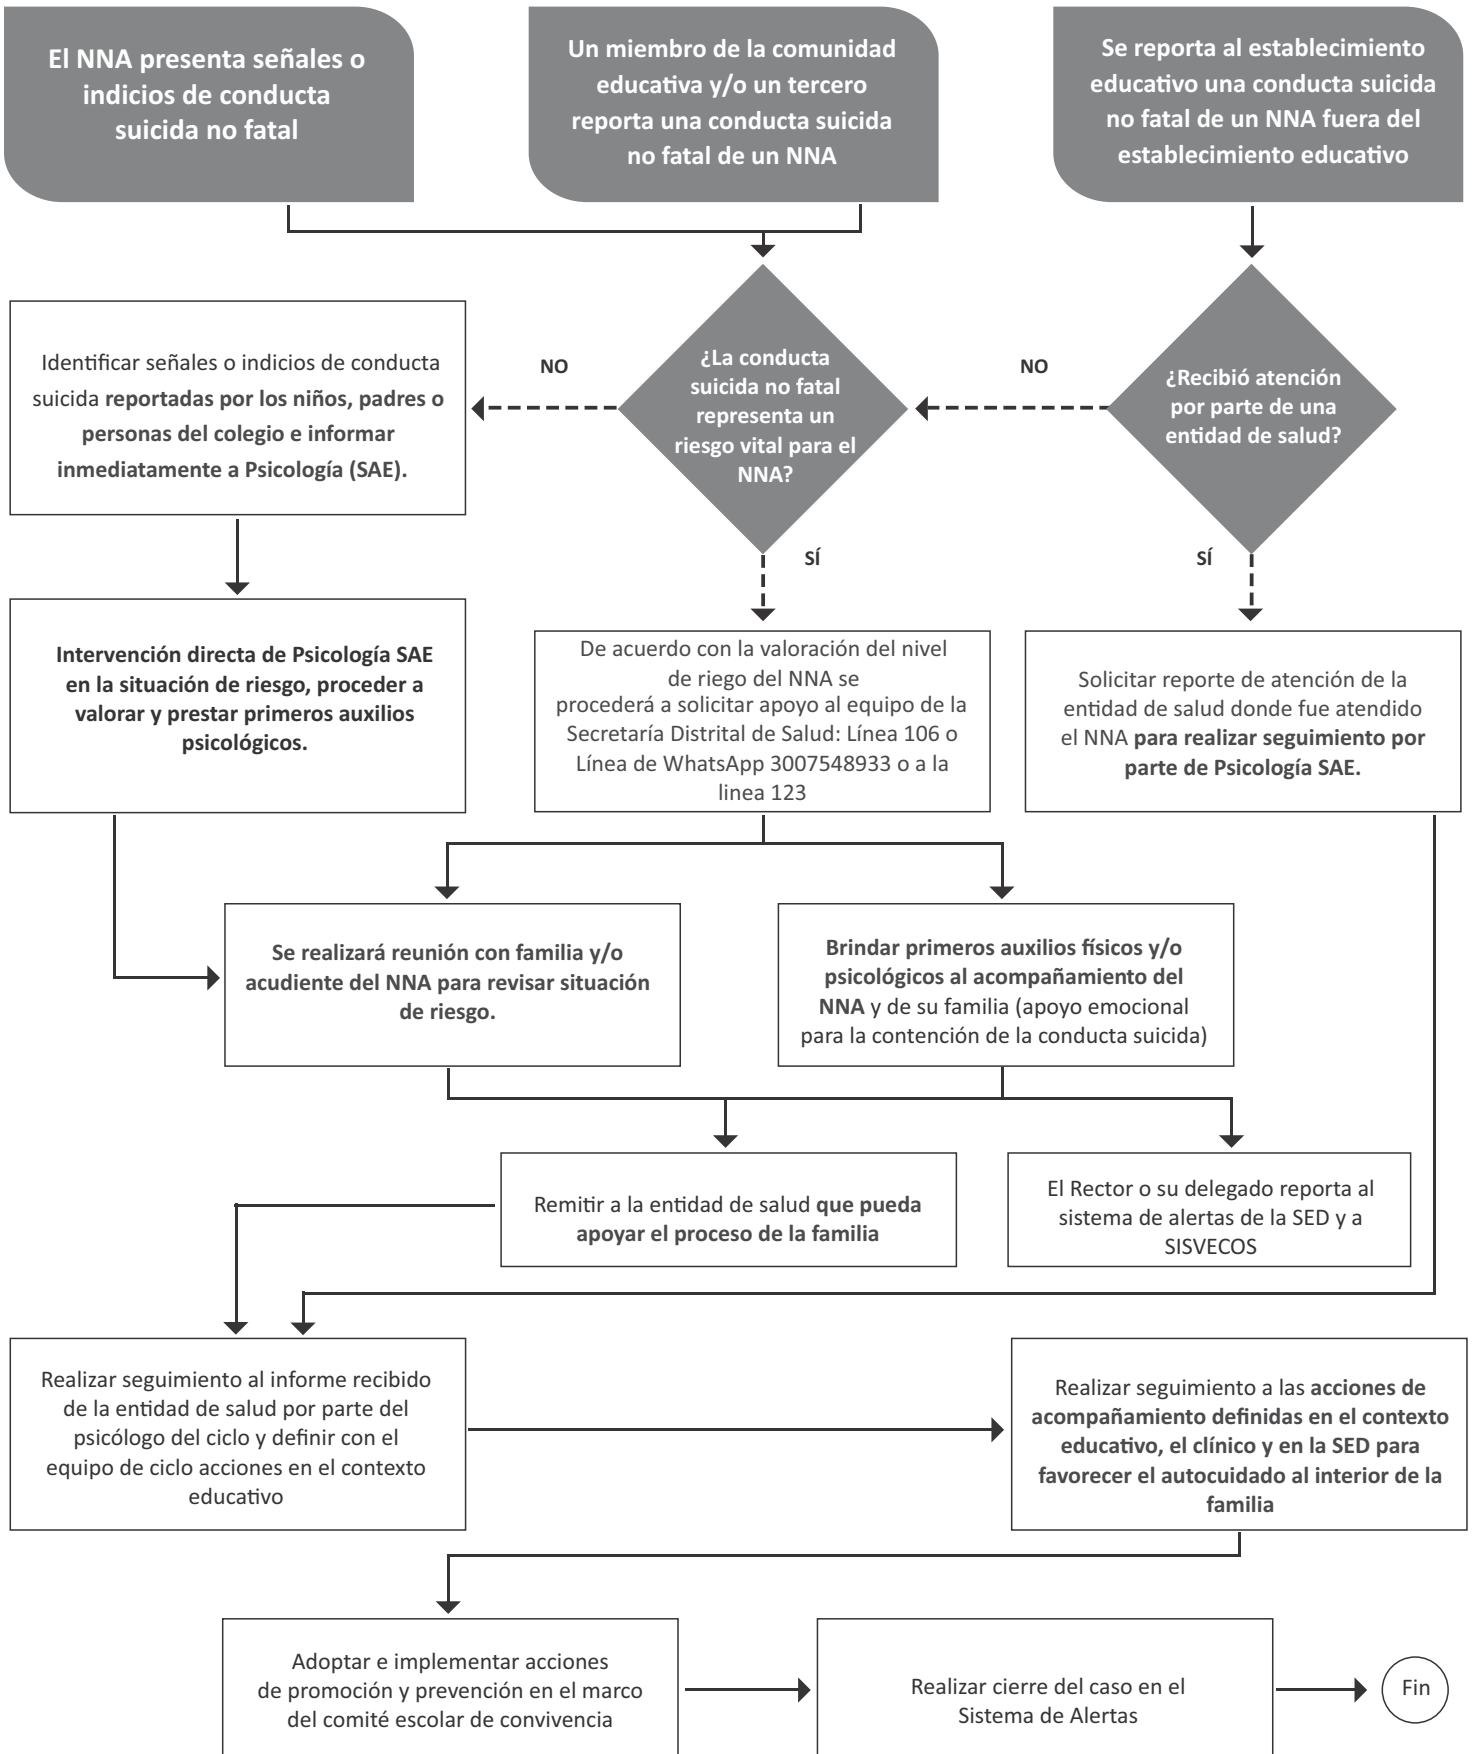 El NNA presenta señales o
indicios de conducta
suicida no fatal
Un miembro de la comunidad
educativa y/o un tercero
reporta una conducta suicida
no fatal de un NNA
Se reporta al establecimiento
educativo una conducta suicida
no fatal de un NNA fuera del
establecimiento educativo
Identificar señales o indicios de conducta
suicida reportadas por los niños, padres o
personas del colegio e informar
inmediatamente a Psicología (SAE).
NO
¿La conducta
suicida no fatal
representa un
riesgo vital para el
NNA?
NO
¿Recibió atención
por parte de una
entidad de salud?
SÍ
SÍ
Intervención directa de Psicología SAE
en la situación de riesgo, proceder a
valorar y prestar primeros auxilios
psicológicos.
De acuerdo con la valoración del nivel
de riego del NNA se
procederá a solicitar apoyo al equipo de la
Secretaría Distrital de Salud: Línea 106 o
Línea de WhatsApp 3007548933 o a la
linea 123
Solicitar reporte de atención de la
entidad de salud donde fue atendido
el NNA para realizar seguimiento por
parte de Psicología SAE.
Se realizará reunión con familia y/o
acudiente del NNA para revisar situación
de riesgo.
Brindar primeros auxilios físicos y/o
psicológicos al acompañamiento del
NNA y de su familia (apoyo emocional
para la contención de la conducta suicida)
Remitir a la entidad de salud que pueda
apoyar el proceso de la familia
El Rector o su delegado reporta al
sistema de alertas de la SED y a
SISVECOS
Realizar seguimiento al informe recibido
de la entidad de salud por parte del
psicólogo del ciclo y definir con el
equipo de ciclo acciones en el contexto
educativo
Realizar seguimiento a las acciones de
acompañamiento definidas en el contexto
educativo, el clínico y en la SED para
favorecer el autocuidado al interior de la
familia
Adoptar e implementar acciones
de promoción y prevención en el marco
del comité escolar de convivencia
Realizar cierre del caso en el
Sistema de Alertas
Fin